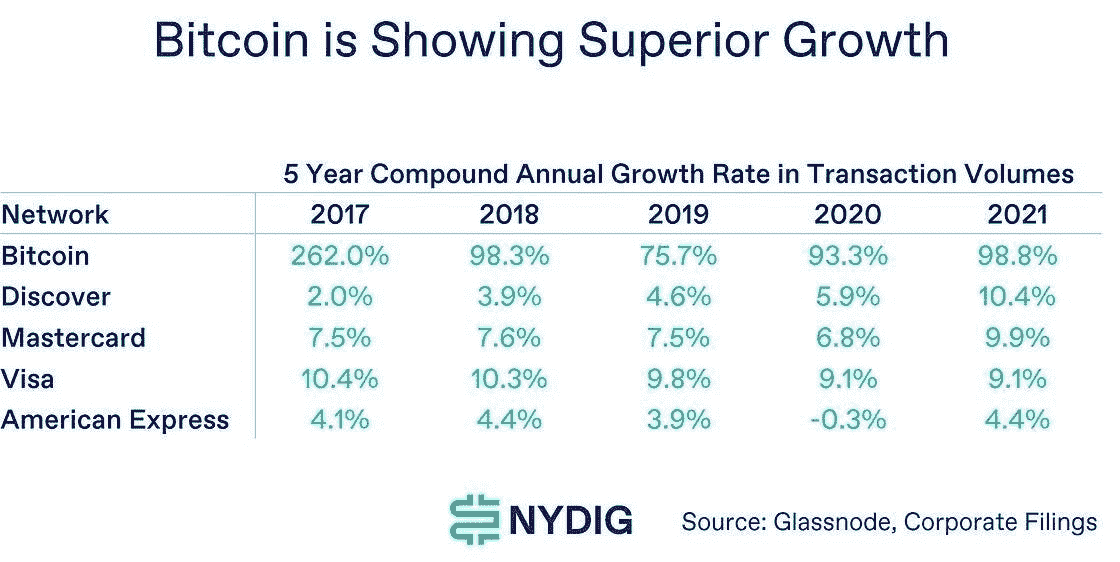 Bitcoin is Showing Superior Growth
5 Year Compound Annual Growth Rate in Transaction Volumes
Network 2017 2018 2019 2020 2021
Bitcoin 262.0% 98.3% 75.7% 93.3% 98.8%
Discover 2.0% 3.9% 4.6% 5.9% 10.4%
Mastercard 7.5% 7.6% 7.5% 6.8% 9.9%
Visa 10.4% 10.3% 9.8% 9.1% 9.1%
American Express 4.1% 4.4% 3.9% -0.3% 4.4%
NYDIG Source: Glassnode, Corporate Filings